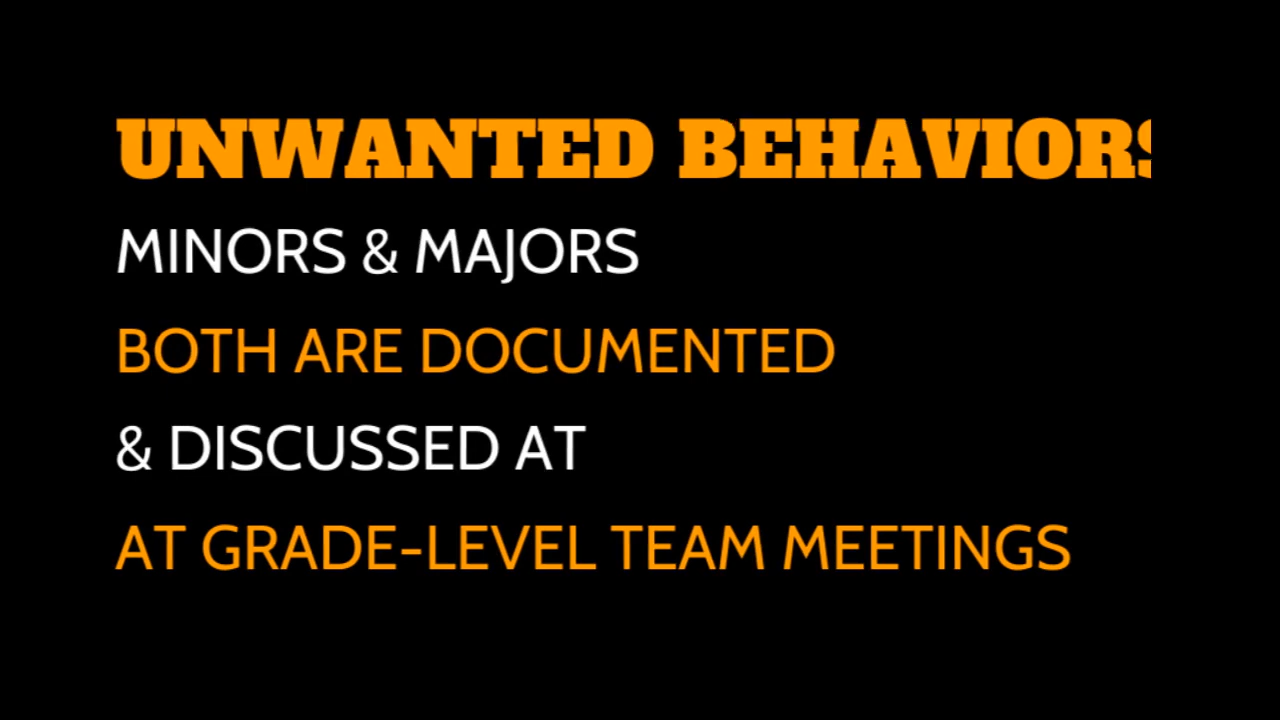 UNWANTED BEHAVIORS
MINORS & MAJORS
BOTH ARE DOCUMENTED
& DISCUSSED AT
AT GRADE-LEVEL TEAM MEETINGS